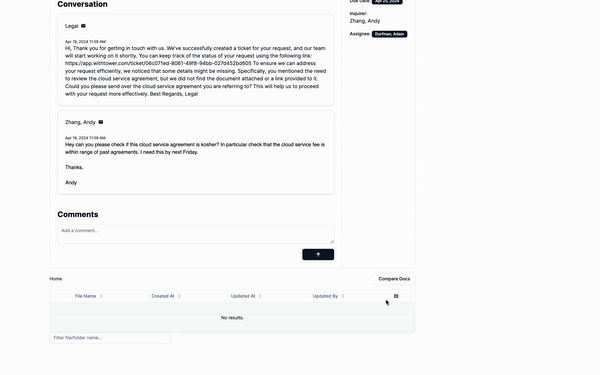 Conversation
Due Date: Apr 25, 2024
Inquirer:
Zhang, Andy
Assignee: Dorfman, Adam
Legal
Apr 19, 2024 11:58 AM
Hi, Thank you for getting in touch with us. We've successfully created a ticket for your request, and our team
will start working on it shortly. You can keep track of the status of your request using the following link:
https://app.withtower.com/ticket/06c071ed-8061-49f8-94bb-027d452bd605 To ensure we can address
your request efficiently, we noticed that some details might be missing. Specifically, you mentioned the need
to review the cloud service agreement, but we did not find the document attached or a link provided to it.
Could you please send over the cloud service agreement you are referring to? This will help us to proceed
with your request more effectively. Best Regards, Legal
Zhang, Andy
Apr 19, 2024 11:58 AM
Hey can you please check if this cloud service agreement is kosher? In particular check that the cloud service fee is
within range of past agreements. I need this by next Friday.
Thanks,
Andy
Comments
Add a comment...
Home
Compare Docs
File Name
Created At
Updated At
Updated By
No results.
Filter file/folder name...